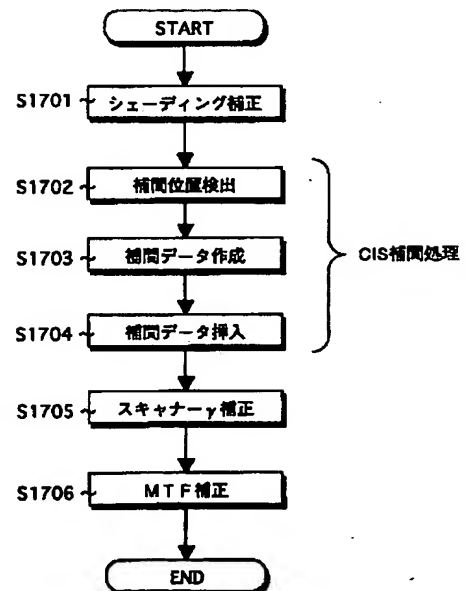 START
S1701 シェーディング補正
S1702 補間位置検出
S1703 補間データ作成
CIS補間処理
S1704 補間データ挿入
S1705 スキャナーγ補正
S1706 MTF補正
END